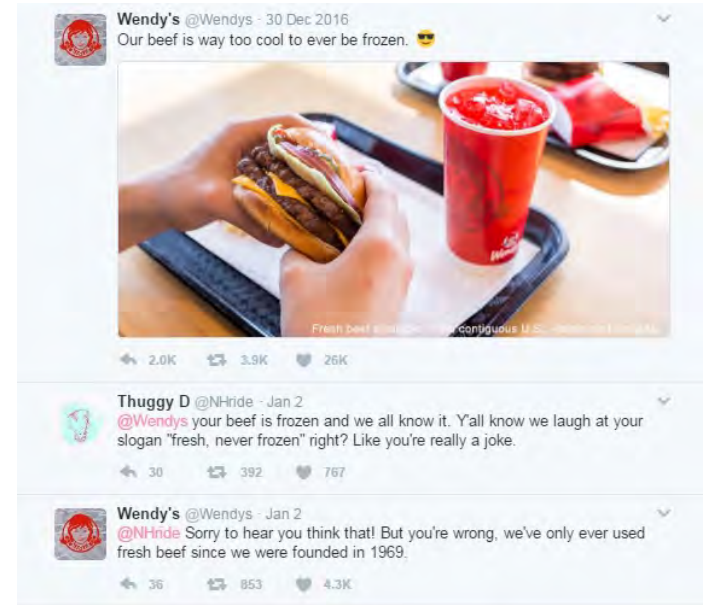 Wendy's @Wendys · 30 Dec 2016
Our beef is way too cool to ever be frozen. 😎
Fresh beef contiguous U.S.
2.0K 3.9K 26K
Thuggy D @NHride · Jan 2
@Wendys your beef is frozen and we all know it. Y'all know we laugh at your
slogan "fresh, never frozen" right? Like you're really a joke.
30 392 767
Wendy's @Wendys · Jan 2
@NHride Sorry to hear you think that! But you're wrong, we've only ever used
fresh beef since we were founded in 1969.
36 853 4.3K